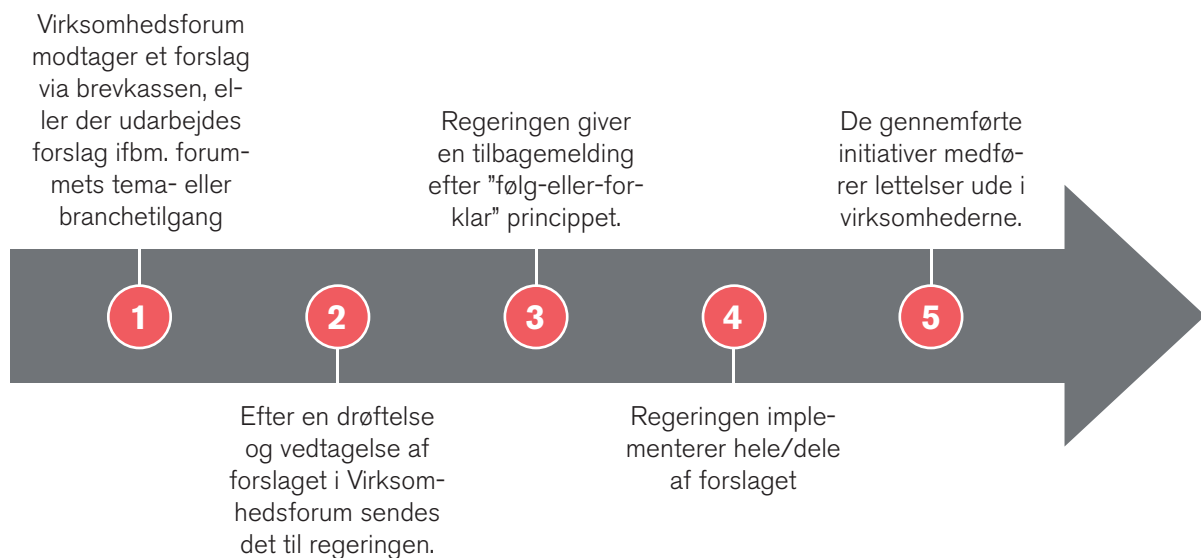 Virksomhedsforum
modtager et forslag
via brevkassen, el-
ler der udarbejdes
forslag ifbm. forum-
mets tema- eller
branchetilgang
1
Efter en drøftelse
og vedtagelse af
forslaget i Virksom-
hedsforum sendes
det til regeringen.
2
Regeringen giver
en tilbagemelding
efter ”følg-eller-for-
klar” princippet.
3
Regeringen imple-
menterer hele/dele
af forslaget
4
De gennemførte
initiativer medfø-
rer lettelser ude i
virksomhederne.
5